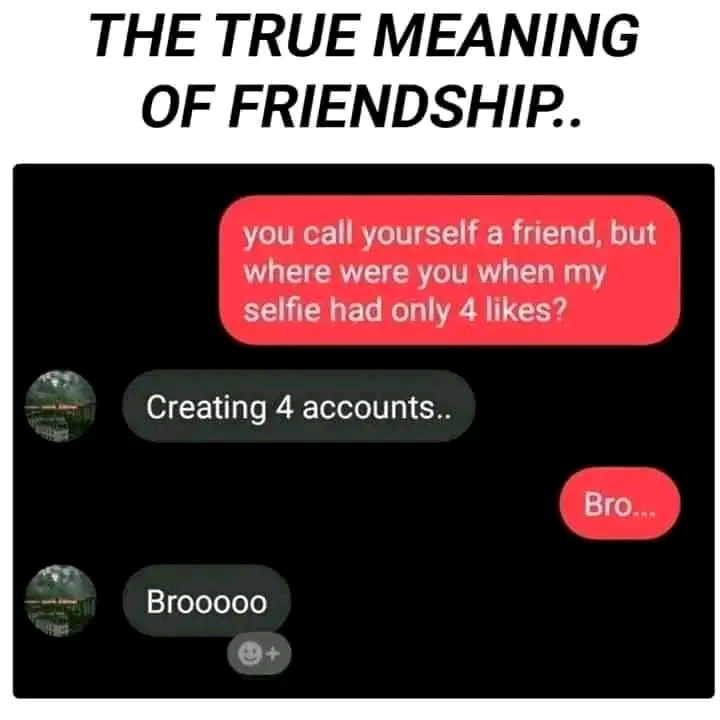 THE TRUE MEANING
OF FRIENDSHIP..
you call yourself a friend, but
where were you when my
selfie had only 4 likes?
Creating 4 accounts..
Bro...
Brooooo